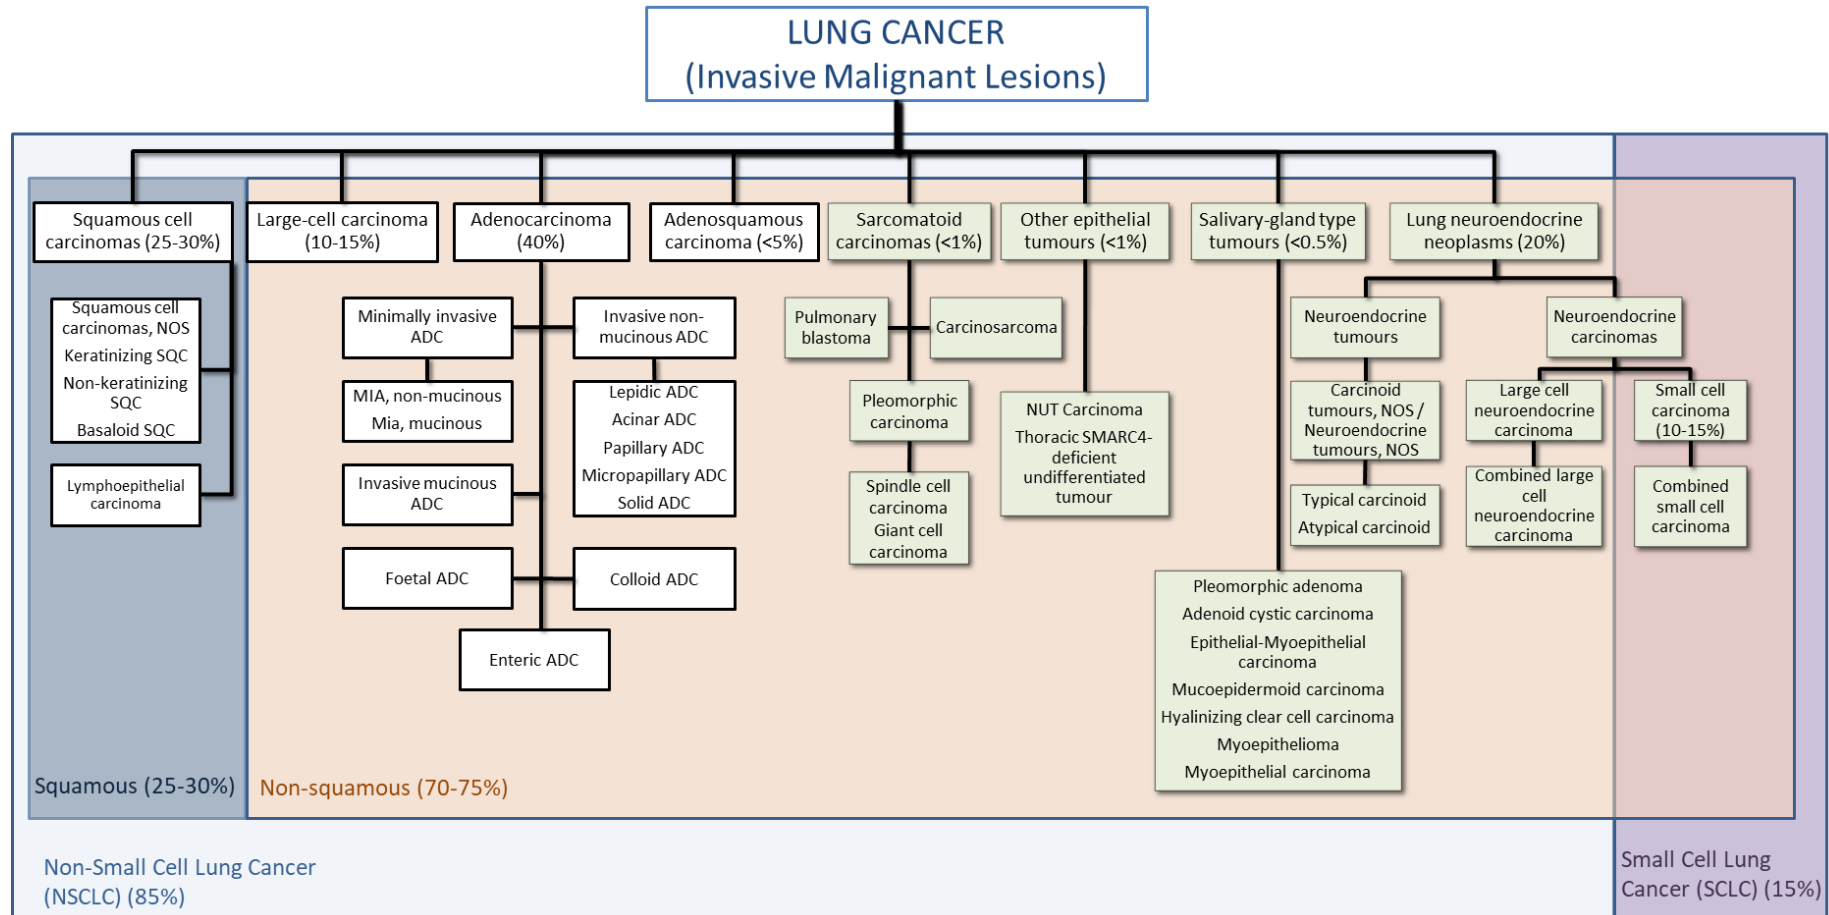 LUNG CANCER
(Invasive Malignant Lesions)
Squamous cell
carcinomas (25-30%)
Large-cell carcinoma
(10-15%)
Adenocarcinoma
(40%)
Adenosquamous
carcinoma (<5%)
Sarcomatoid
carcinomas (<1%)
Other epithelial
tumours (<1%)
Salivary-gland type
tumours (<0.5%)
Lung neuroendocrine
neoplasms (20%)
Squamous cell
carcinomas, NOS
Keratinizing SQC
Non-keratinizing
SQC
Basaloid SQC
Lymphoepithelial
carcinoma
Minimally invasive
ADC
MIA, non-mucinous
Mia, mucinous
Invasive mucinous
ADC
Foetal ADC
Invasive non-
mucinous ADC
Lepidic ADC
Acinar ADC
Papillary ADC
Micropapillary ADC
Solid ADC
Colloid ADC
Enteric ADC
Pulmonary
blastoma
Carcinosarcoma
Pleomorphic
carcinoma
Spindle cell
carcinoma
Giant cell
carcinoma
NUT Carcinoma
Thoracic SMARC4-
deficient
undifferentiated
tumour
Pleomorphic adenoma
Adenoid cystic carcinoma
Epithelial-Myoepithelial
carcinoma
Mucoepidermoid carcinoma
Hyalinizing clear cell carcinoma
Myoepithelioma
Myoepithelial carcinoma
Neuroendocrine
tumours
Carcinoid
tumours, NOS /
Neuroendocrine
tumours, NOS
Typical carcinoid
Atypical carcinoid
Neuroendocrine
carcinomas
Large cell
neuroendocrine
carcinoma
Combined large
cell
neuroendocrine
carcinoma
Small cell
carcinoma
(10-15%)
Combined
small cell
carcinoma
Squamous (25-30%)
Non-squamous (70-75%)
Non-Small Cell Lung Cancer
(NSCLC) (85%)
Small Cell Lung
Cancer (SCLC) (15%)